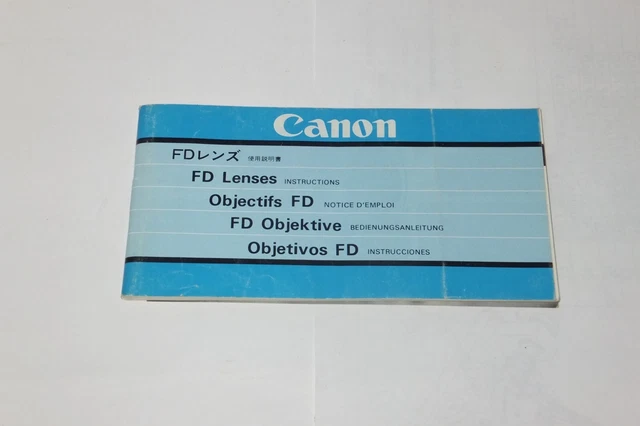 Canon
FDレンズ 使用説明書
FD Lenses INSTRUCTIONS
Objectifs FD NOTICE D'EMPLOI
FD Objektive BEDIENUNGSANLEITUNG
Objetivos FD INSTRUCCIONES